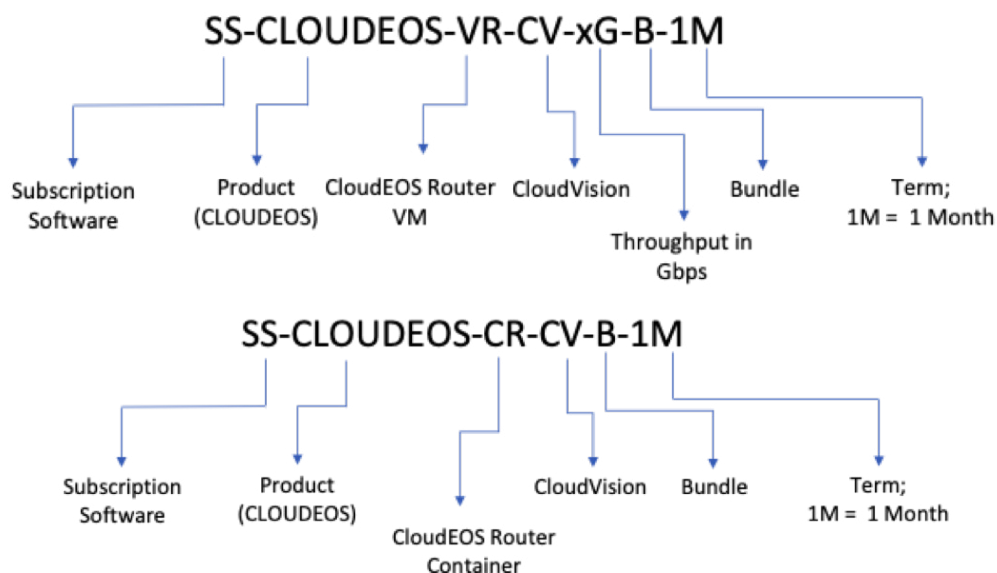 SS-CLOUDEOS-VR-CV-xG-B-1M
Subscription
Software
Product
(CLOUDEOS)
CloudEOS Router
VM
CloudVision
Throughput in
Gbps
Bundle
Term;
1M = 1 Month
SS-CLOUDEOS-CR-CV-B-1M
Subscription
Software
Product
(CLOUDEOS)
CloudEOS Router
Container
CloudVision
Bundle
Term;
1M = 1 Month